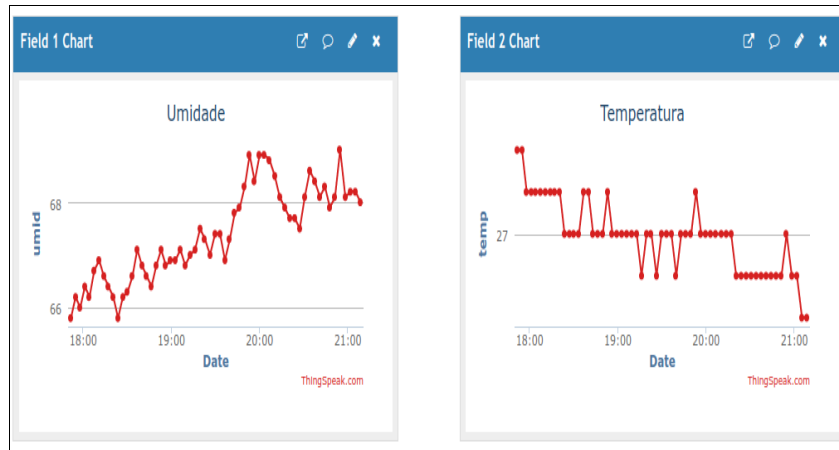 Field 1 Chart
Umidade
umid
68
66
18:00 19:00 20:00 21:00
Date
ThingSpeak.com
Field 2 Chart
Temperatura
temp
27
18:00 19:00 20:00 21:00
Date
ThingSpeak.com